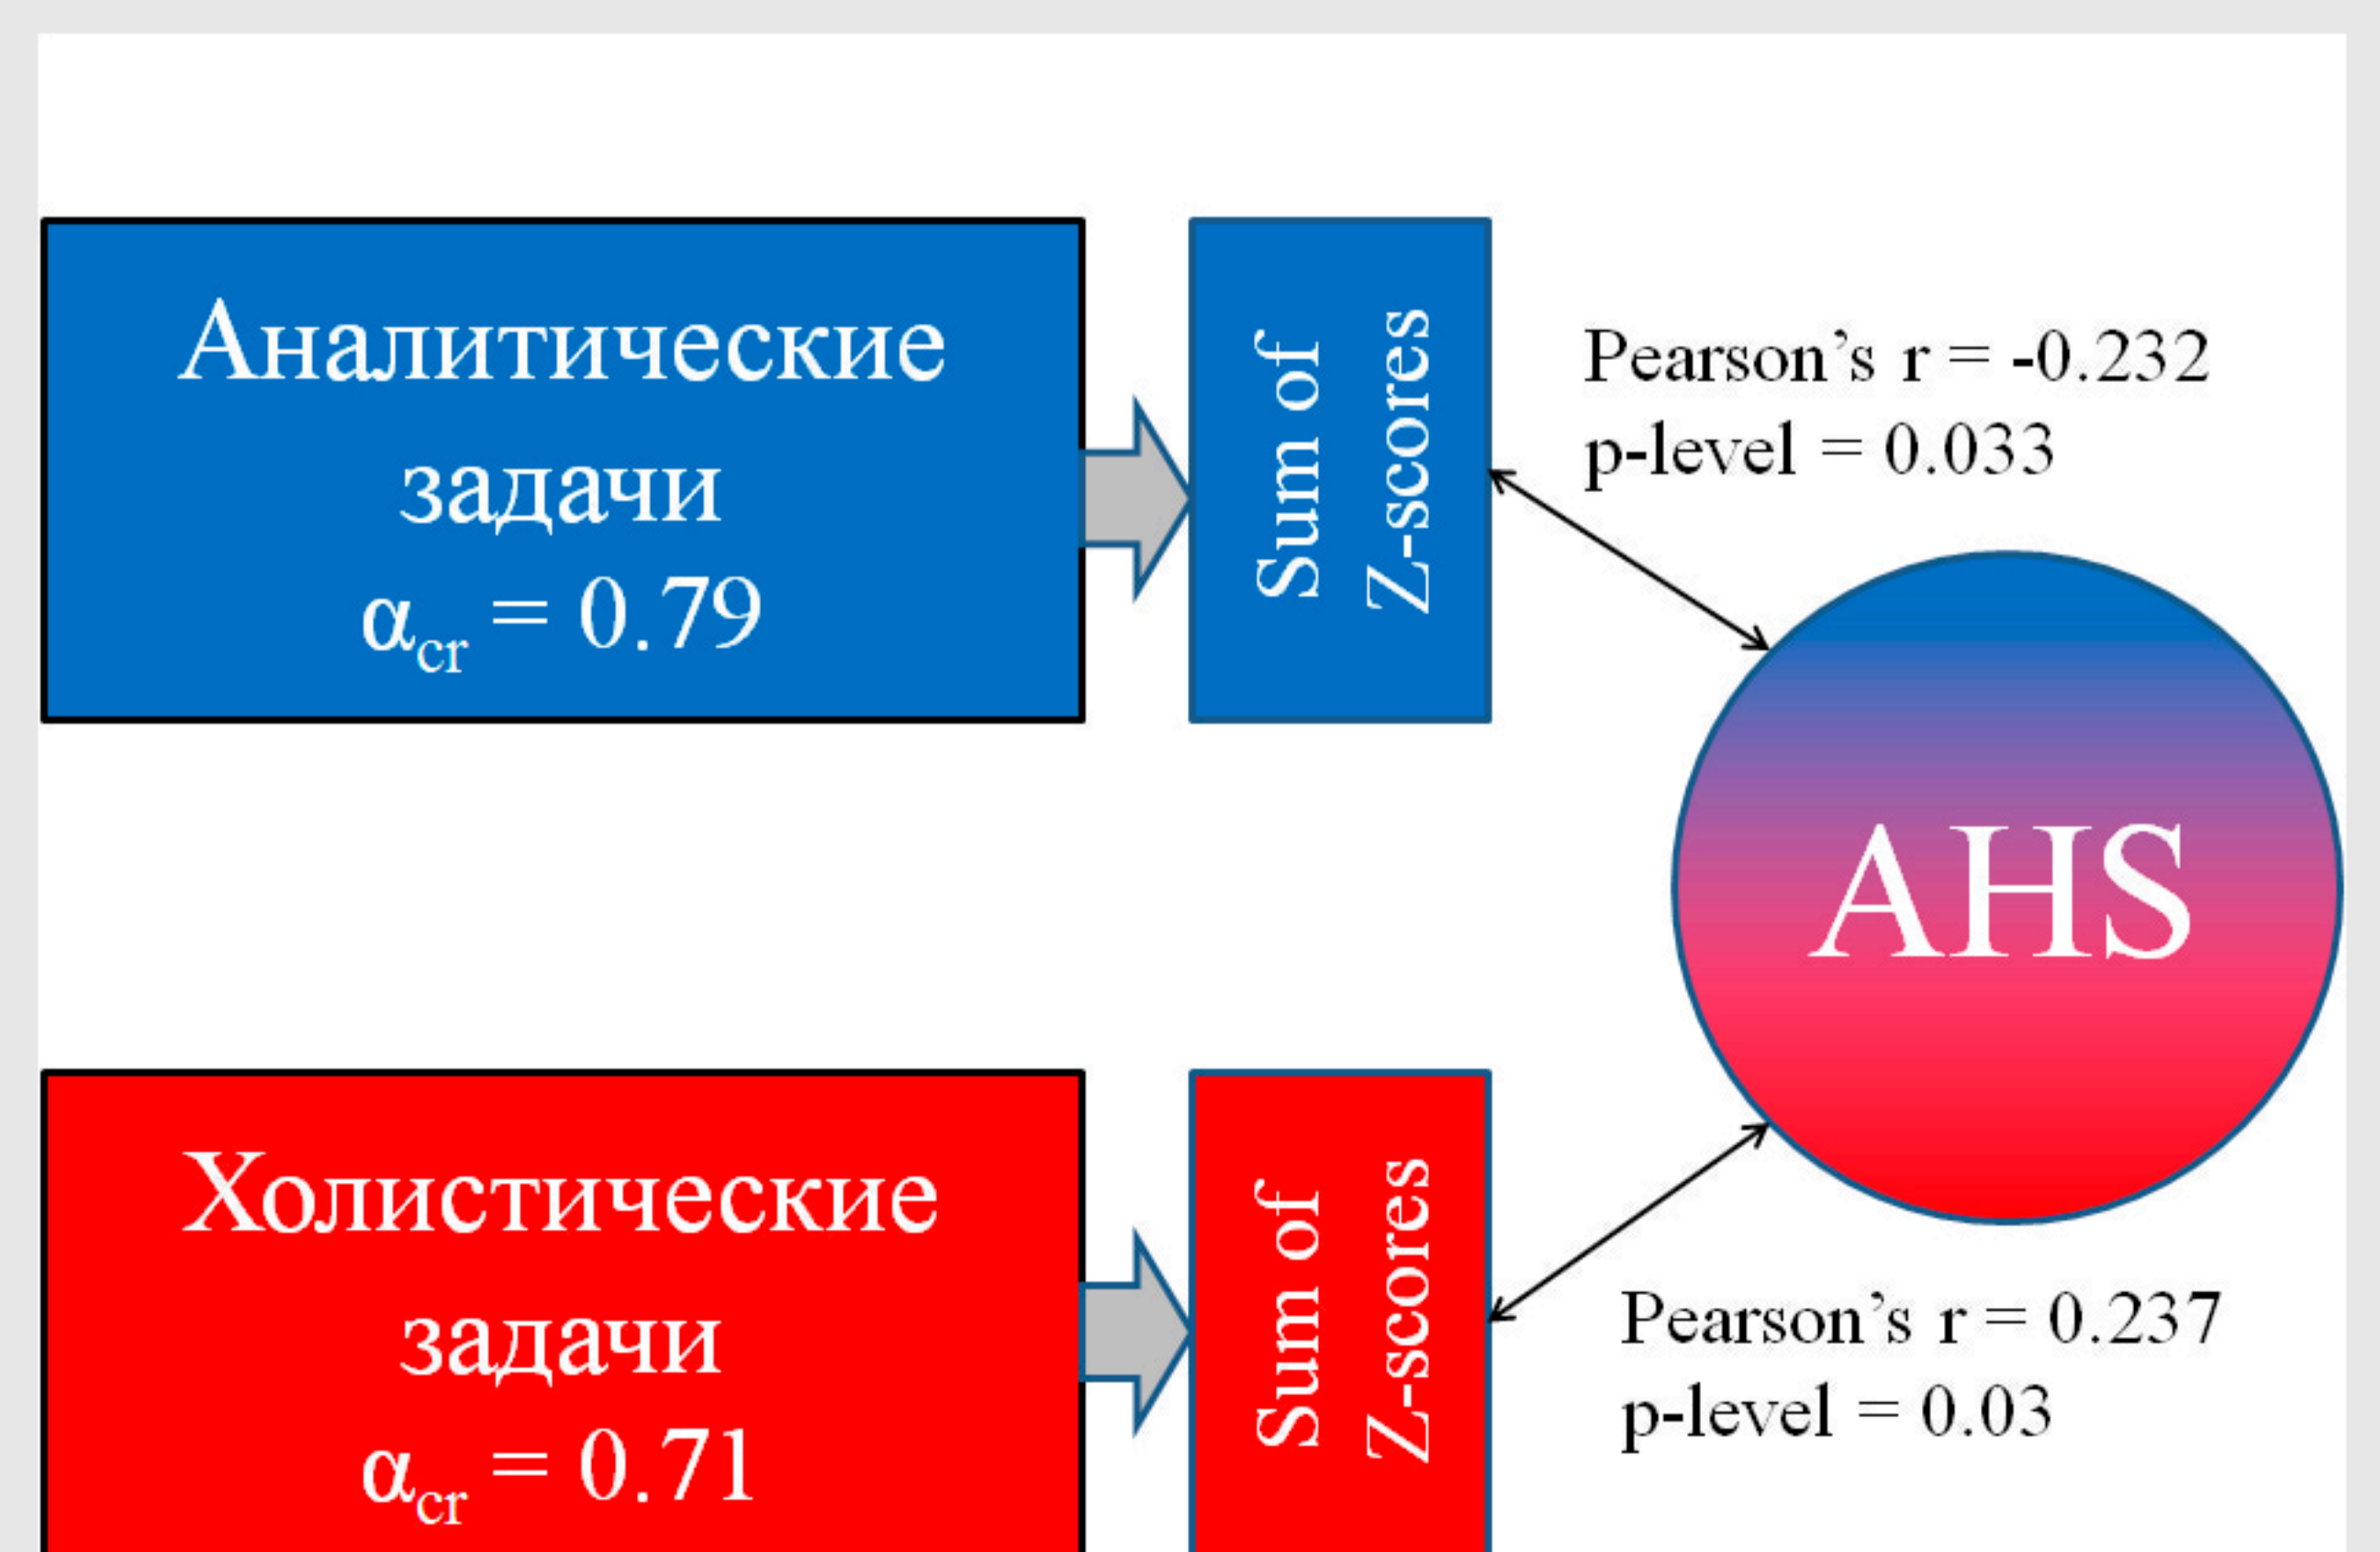 Аналитические
задачи
αcr = 0.79
Sum of
Z-scores
Pearson’s r = -0.232
p-level = 0.033
AHS
Холистические
задачи
αcr = 0.71
Sum of
Z-scores
Pearson’s r = 0.237
p-level = 0.03